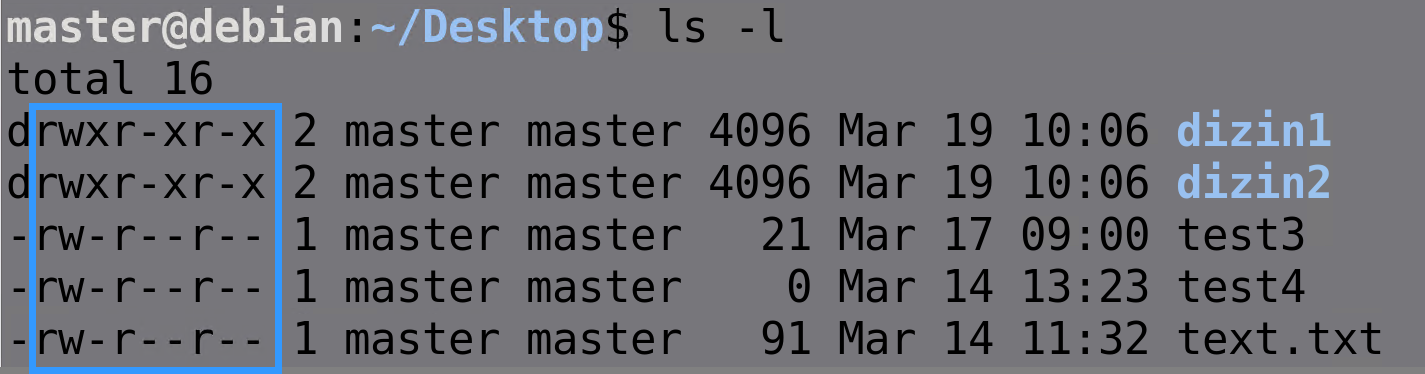 master@debian:~/Desktop$ ls -l
total 16
drwxr-xr-x 2 master master 4096 Mar 19 10:06 dizin1
drwxr-xr-x 2 master master 4096 Mar 19 10:06 dizin2
-rw-r--r-- 1 master master   21 Mar 17 09:00 test3
-rw-r--r-- 1 master master    0 Mar 14 13:23 test4
-rw-r--r-- 1 master master   91 Mar 14 11:32 text.txt